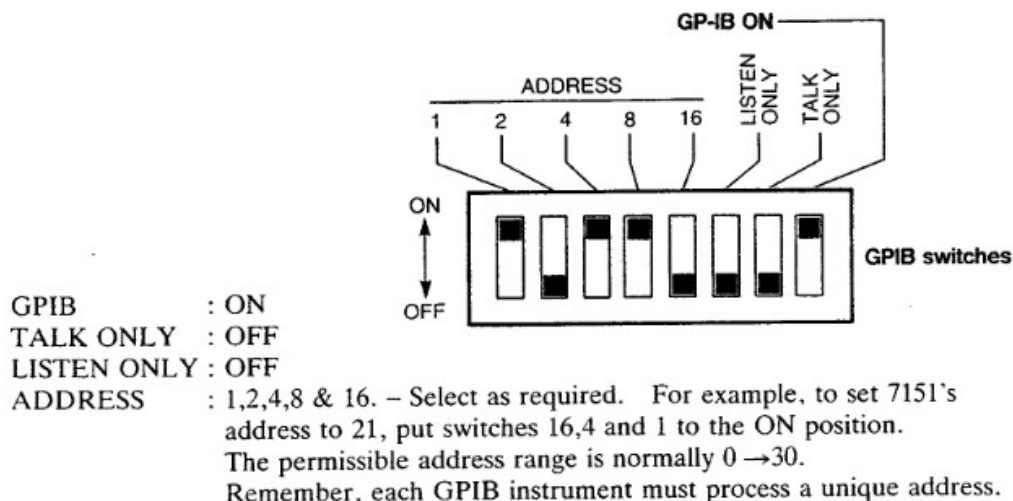 GP-IB ON
ADDRESS
1 2 4 8 16
LISTEN
ONLY
TALK
ONLY
ON
OFF
GPIB switches
GPIB : ON
TALK ONLY : OFF
LISTEN ONLY : OFF
ADDRESS : 1,2,4,8 & 16. – Select as required. For example, to set 7151's
address to 21, put switches 16,4 and 1 to the ON position.
The permissible address range is normally 0 →30.
Remember, each GPIB instrument must process a unique address.